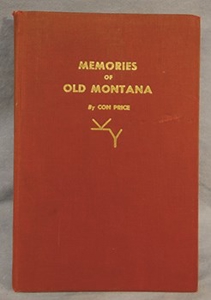 MEMORIES
OF
OLD MONTANA
By CON PRICE